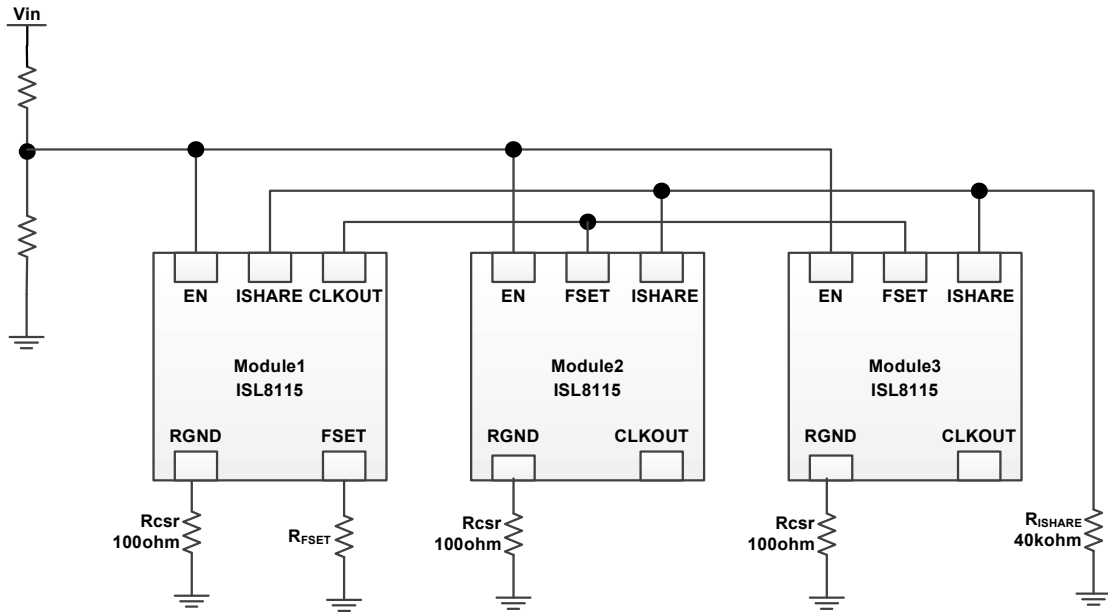 Vin
EN ISHARE CLKOUT
EN FSET ISHARE
EN FSET ISHARE
Module1
ISL8115
Module2
ISL8115
Module3
ISL8115
RGND FSET
RGND CLKOUT
RGND CLKOUT
Rcsr
100ohm
RFSET
Rcsr
100ohm
Rcsr
100ohm
RISHARE
40kohm